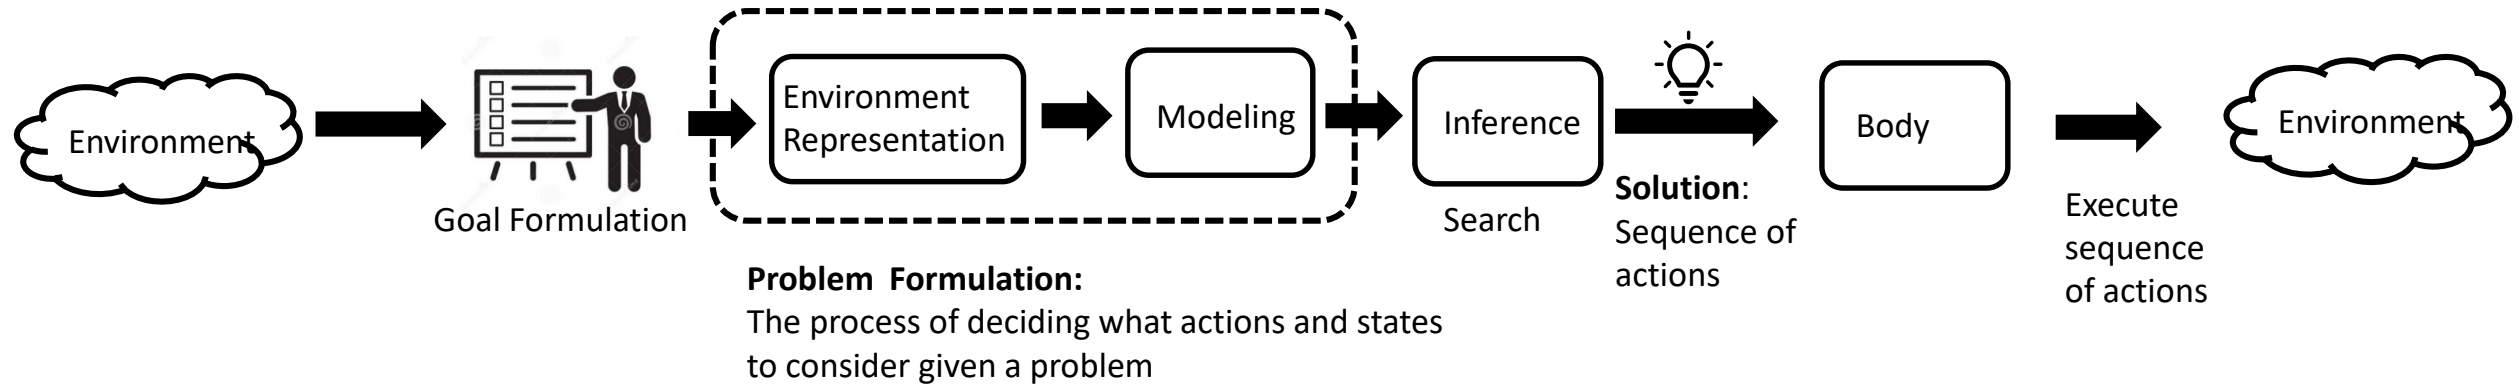 Environment
Goal Formulation
Environment
Representation
Modeling
Problem Formulation:
The process of deciding what actions and states
to consider given a problem
Inference
Search
Solution:
Sequence of
actions
Body
Execute
sequence
of actions
Environment